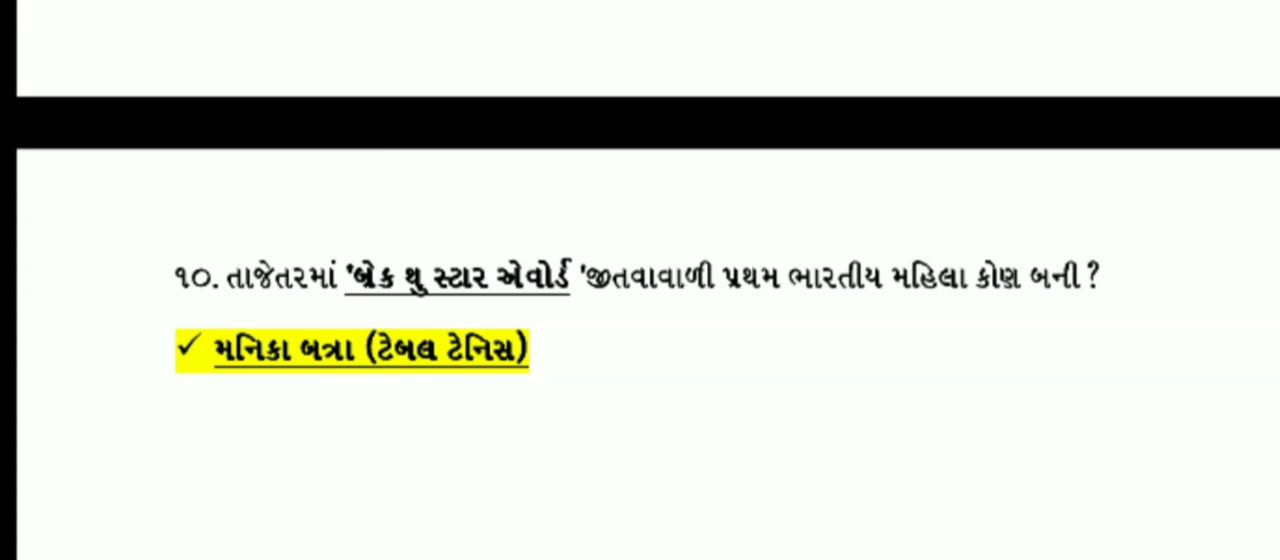 ૧૦. તાજેતરમાં 'બ્રેક થ્રુ સ્ટાર એવોર્ડ 'જીતવાવાળી પ્રથમ ભારતીય મહિલા કોણ બની ?
✓ મનિકા બત્રા (ટેબલ ટેનિસ)